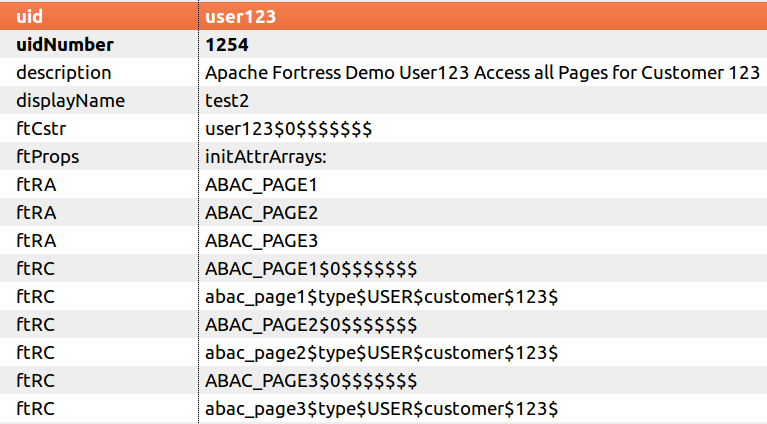 uid user123
uidNumber 1254
description Apache Fortress Demo User123 Access all Pages for Customer 123
displayName test2
ftCstr user123$0$$$$$$$
ftProps initAttrArrays:
ftRA ABAC_PAGE1
ftRA ABAC_PAGE2
ftRA ABAC_PAGE3
ftRC ABAC_PAGE1$0$$$$$$$
ftRC abac_page1$type$USER$customer$123$
ftRC ABAC_PAGE2$0$$$$$$$
ftRC abac_page2$type$USER$customer$123$
ftRC ABAC_PAGE3$0$$$$$$$
ftRC abac_page3$type$USER$customer$123$